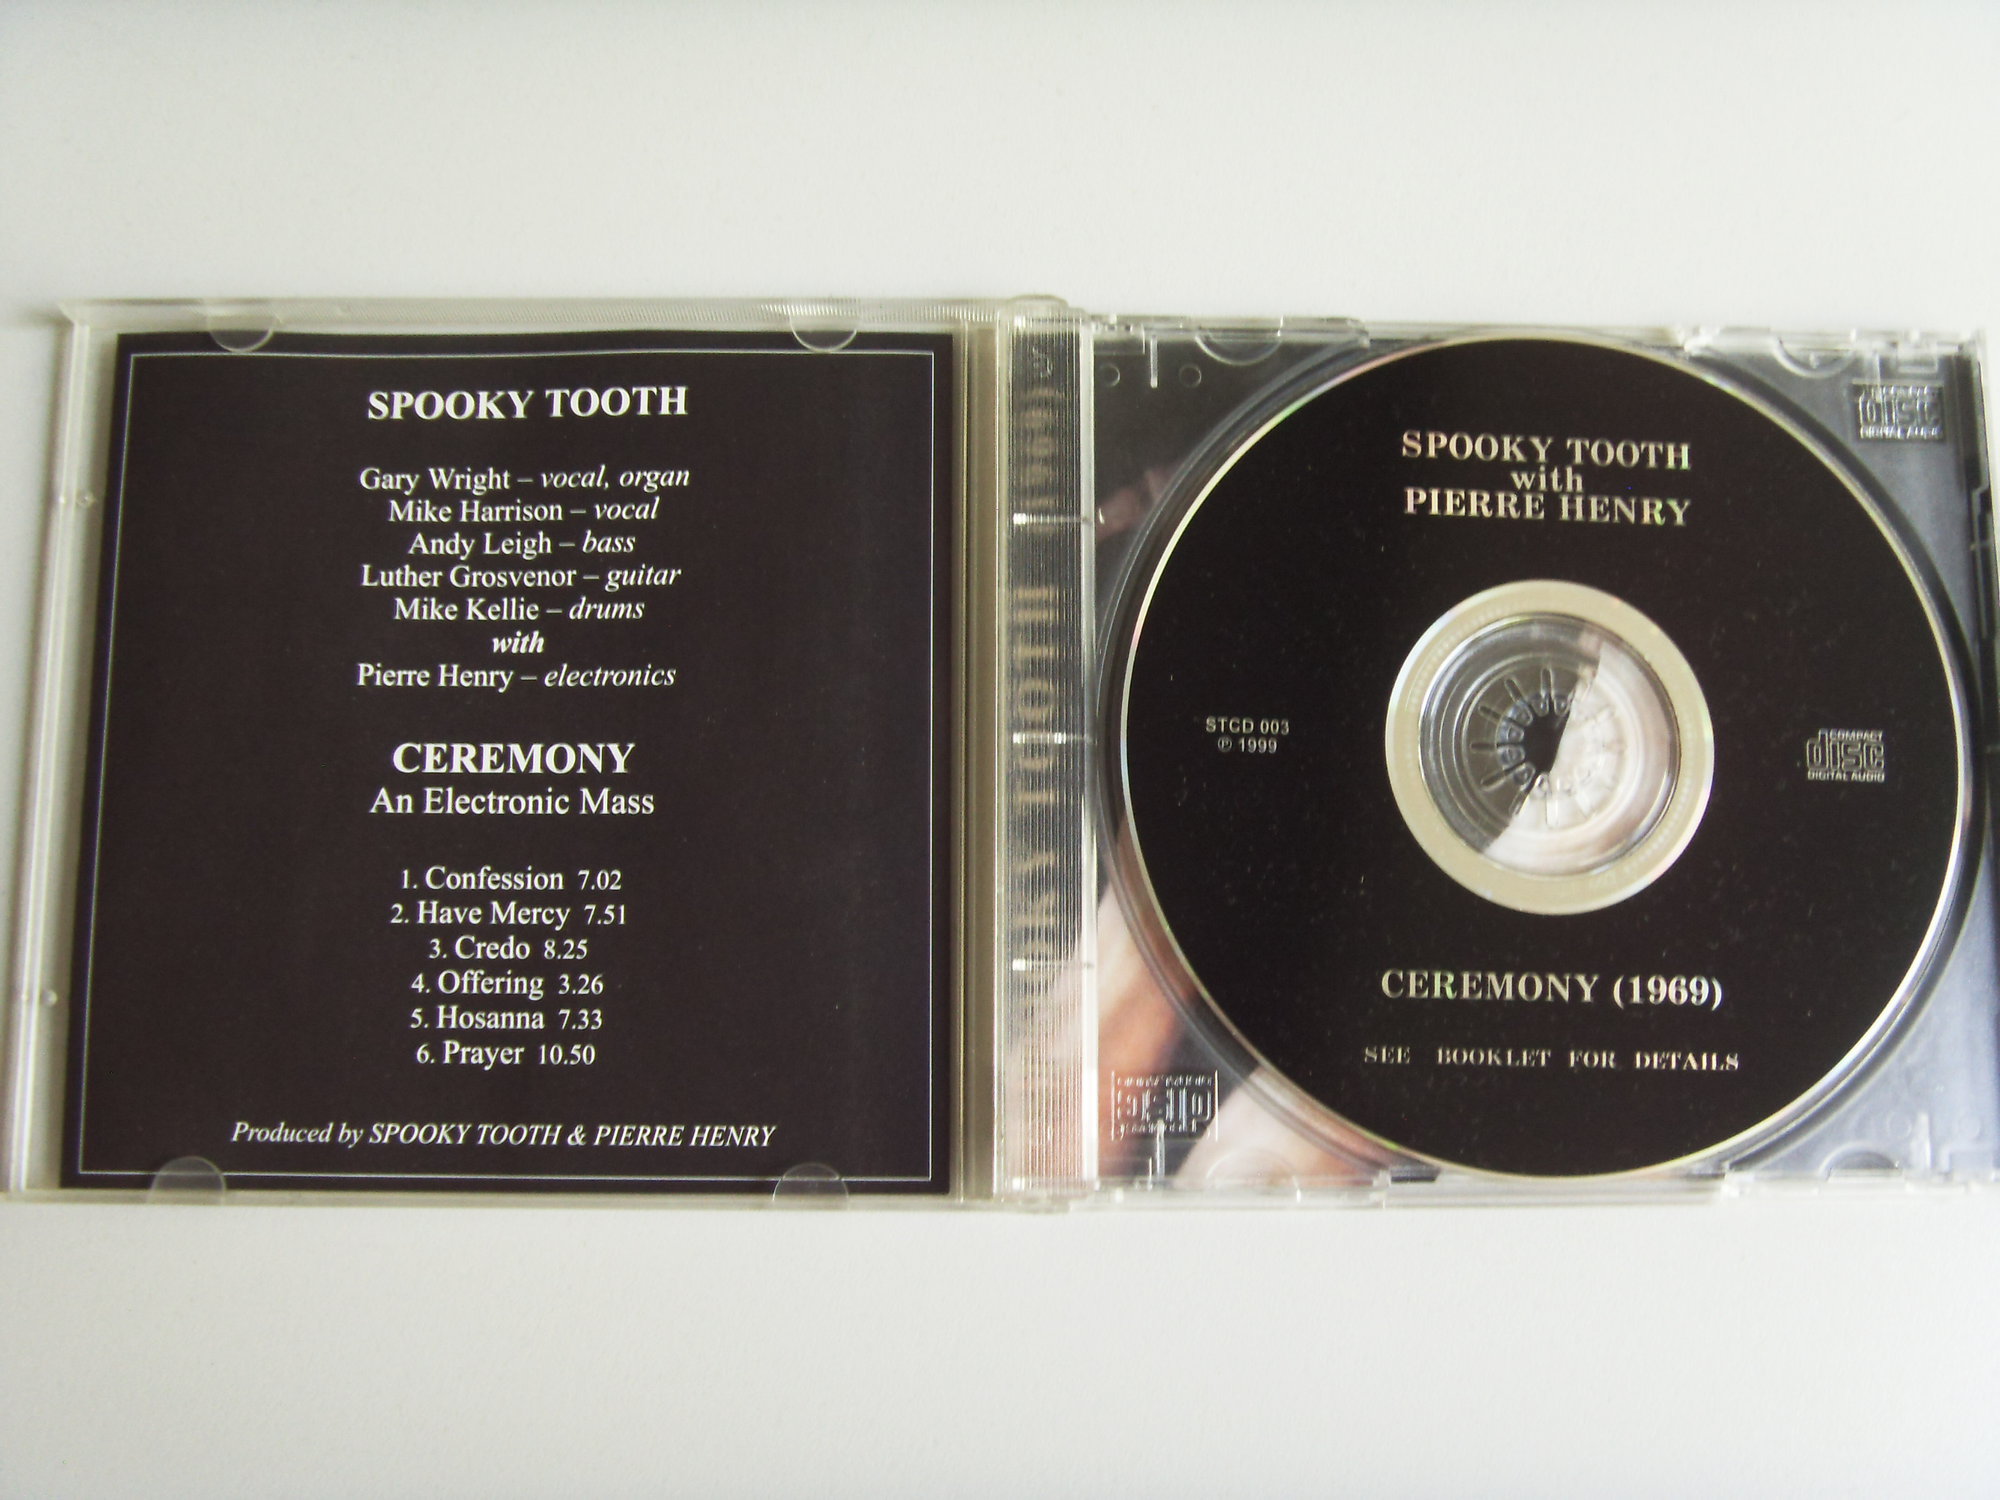 SPOOKY TOOTH
Gary Wright – vocal, organ
Mike Harrison – vocal
Andy Leigh – bass
Luther Grosvenor – guitar
Mike Kellie – drums
with
Pierre Henry – electronics
CEREMONY
An Electronic Mass
1. Confession 7.02
2. Have Mercy 7.51
3. Credo 8.25
4. Offering 3.26
5. Hosanna 7.33
6. Prayer 10.50
Produced by SPOOKY TOOTH & PIERRE HENRY
SPOOKY TOOTH
with
PIERRE HENRY
STCD 003
℗ 1999
COMPACT
disc
DIGITAL AUDIO
CEREMONY (1969)
SEE BOOKLET FOR DETAILS
disc
DIGITAL AUDIO